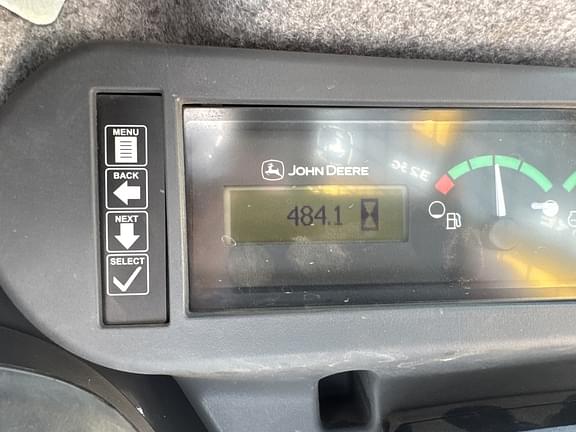 MENU
BACK
NEXT
SELECT
JOHN DEERE
484.1